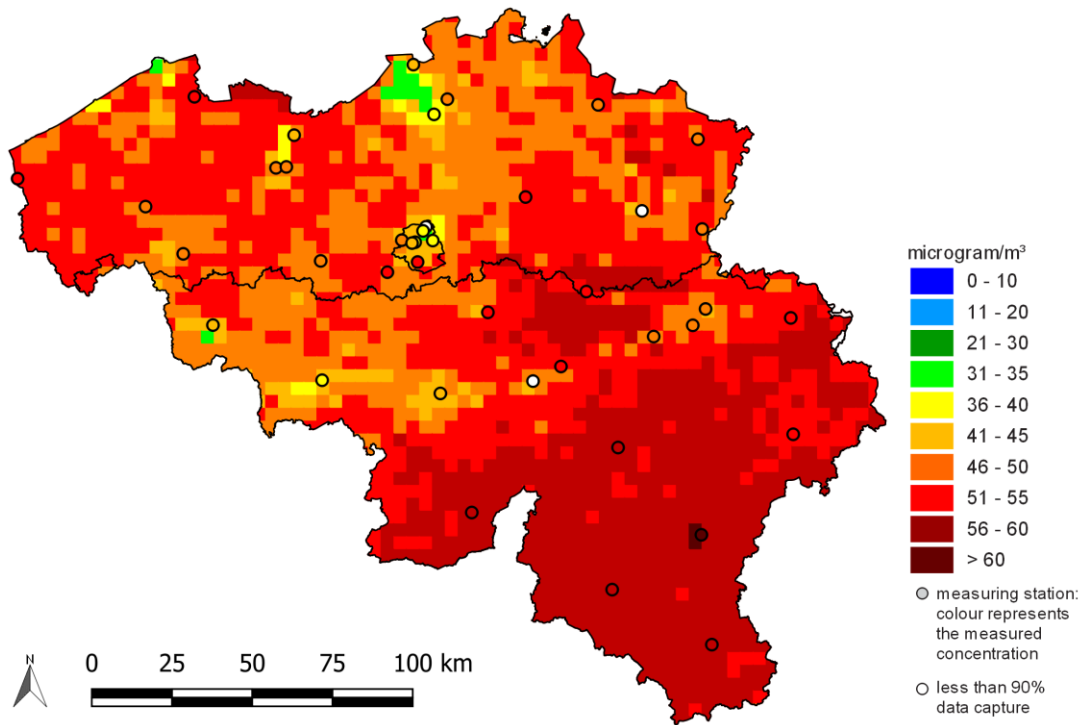 microgram/m³
0 - 10
11 - 20
21 - 30
31 - 35
36 - 40
41 - 45
46 - 50
51 - 55
56 - 60
> 60
measuring station:
colour represents
the measured
concentration
less than 90%
data capture
N
0 25 50 75 100 km